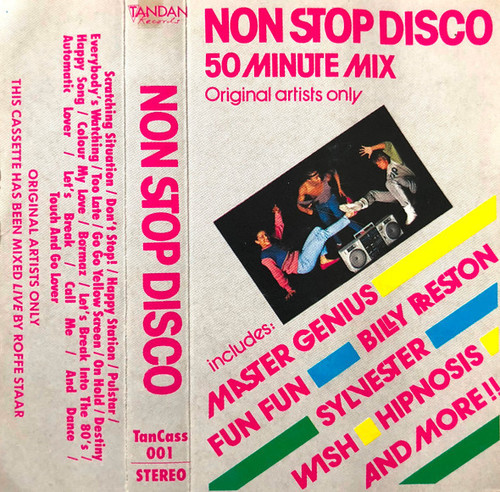 NON STOP DISCO
50 MINUTE MIX
Original artists only
includes:
MASTER GENIUS
BILLY PRESTON
FUN FUN
SYLVESTER
WISH HIPNOSIS
AND MORE!!
TANDAN
Records
NON STOP DISCO
TanCass
001
STEREO
Scratching Situation / Don't Stop! / Happy Station / Pulstar /
Everybody's Watching / Too Late / Go Go Yellow Screen / On Hold / Destiny
Happy Song / Colour My Love / Bormaz / Let's Break Into The 80's /
Automatic Lover / Let's Break / Call Me / And Dance /
Touch And Go Lover
ORIGINAL ARTISTS ONLY
THIS CASSETTE HAS BEEN MIXED LIVE BY ROFFE STAAR